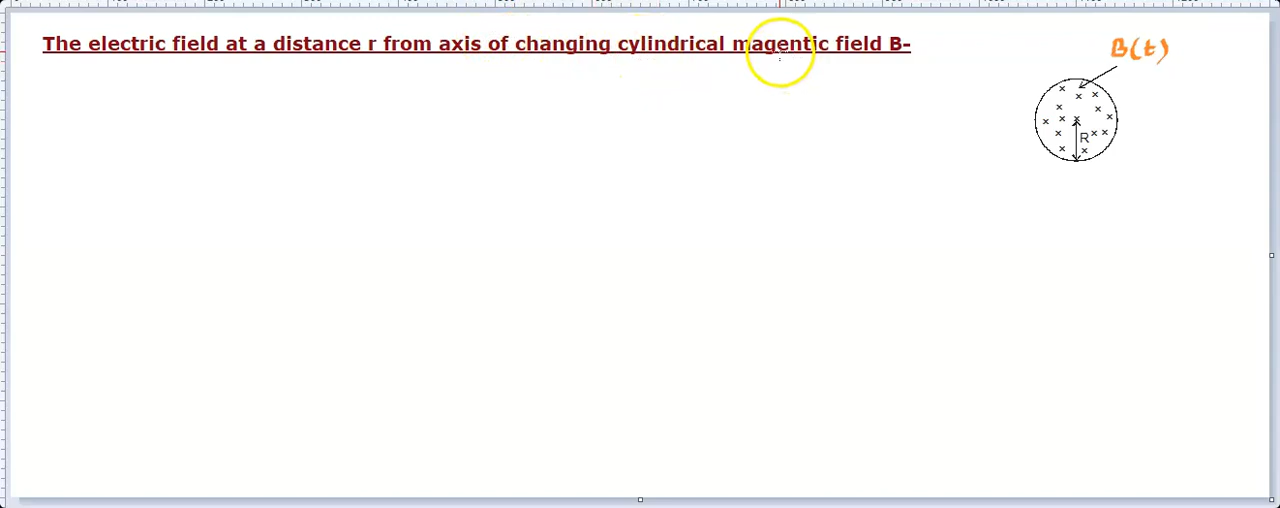 The electric field at a distance r from axis of changing cylindrical magentic field B-
B(t)
R